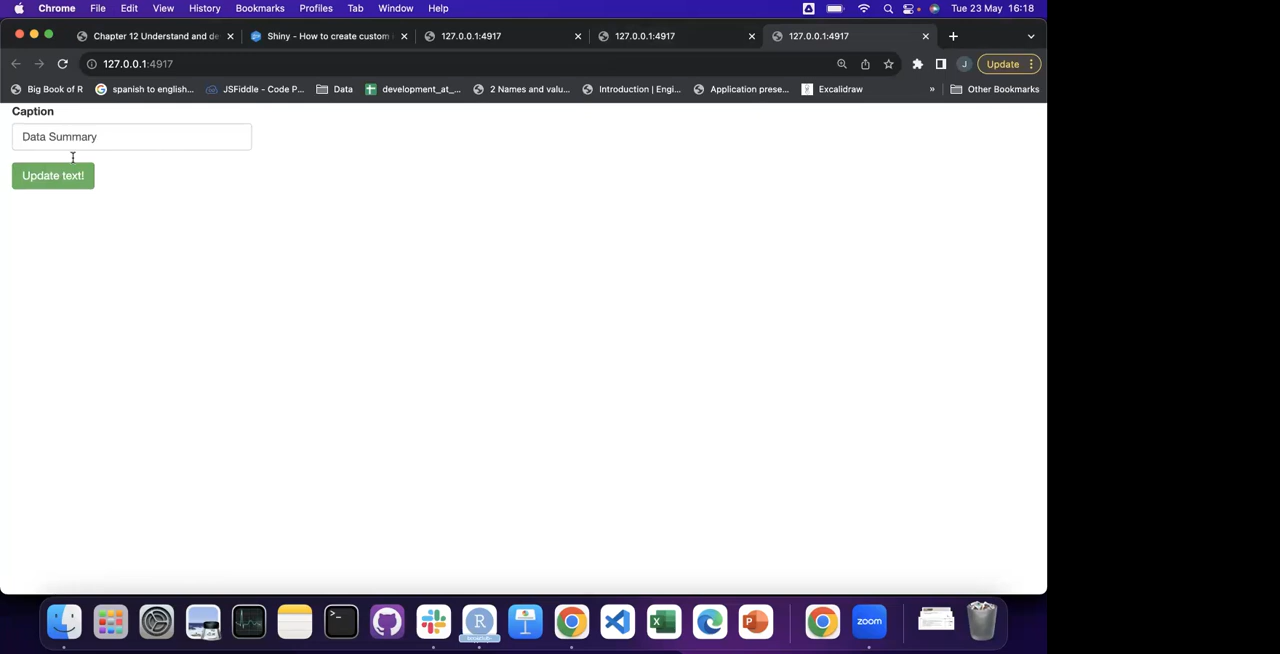 Chrome File Edit View History Bookmarks Profiles Tab Window Help Tue 23 May 16:18
Chapter 12 Understand and de Shiny - How to create custom 127.0.0.1:4917 127.0.0.1:4917 127.0.0.1:4917
127.0.0.1:4917 J Update
Big Book of R spanish to english... JSFiddle - Code P... Data development_at_... 2 Names and valu... Introduction | Engi... Application prese... Excalidraw » Other Bookmarks
Caption
Data Summary
Update text!
R X P zoom